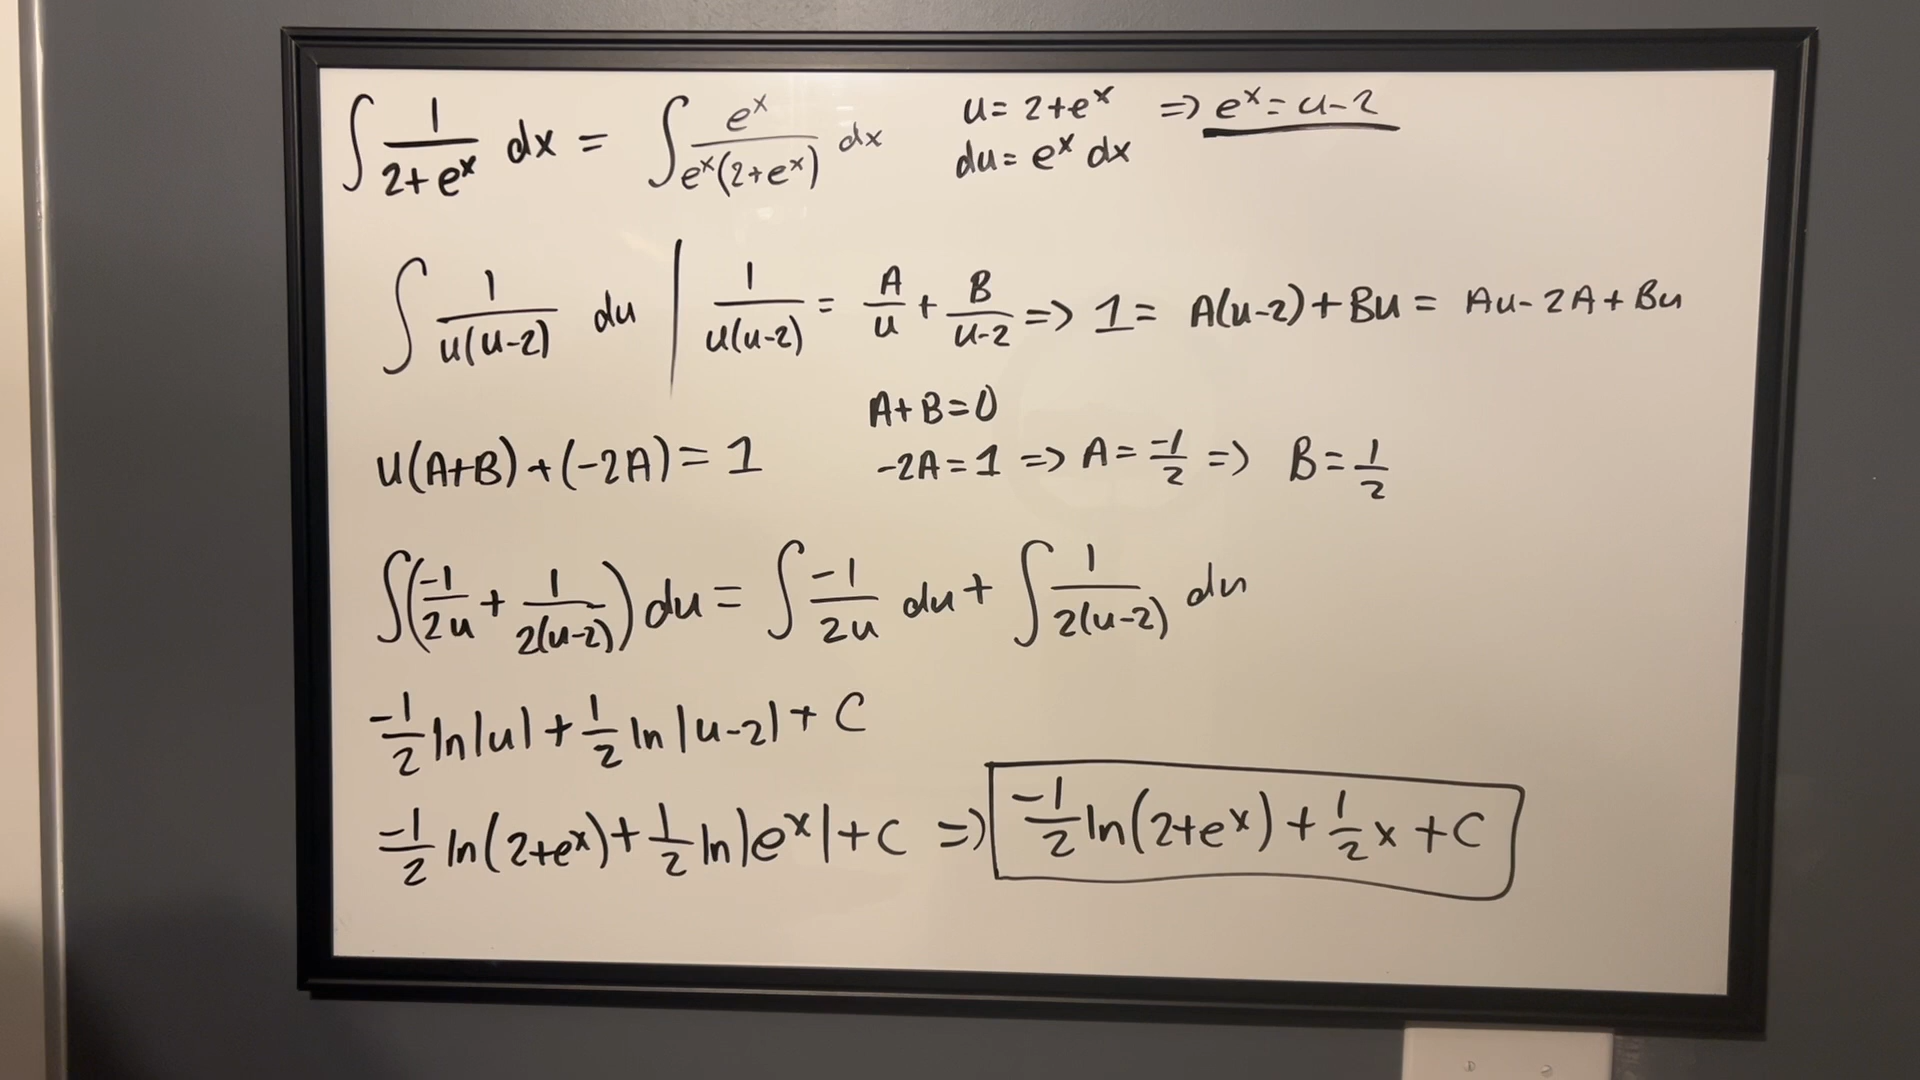 ∫ 1/(2+e^x) dx = ∫ e^x/(e^x(2+e^x)) dx   u = 2+e^x ⇒ e^x = u-2
du = e^x dx
∫ 1/(u(u-2)) du | 1/(u(u-2)) = A/u + B/(u-2) ⇒ 1 = A(u-2)+Bu = Au-2A+Bu
A+B=0
u(A+B)+(-2A)=1   -2A=1 ⇒ A=-1/2 ⇒ B=1/2
∫(-1/2u + 1/(2(u-2))) du = ∫ -1/2u du + ∫ 1/(2(u-2)) du
-1/2 ln|u| + 1/2 ln|u-2| + C
-1/2 ln(2+e^x) + 1/2 ln|e^x| + C ⇒ -1/2 ln(2+e^x) + 1/2 x + C